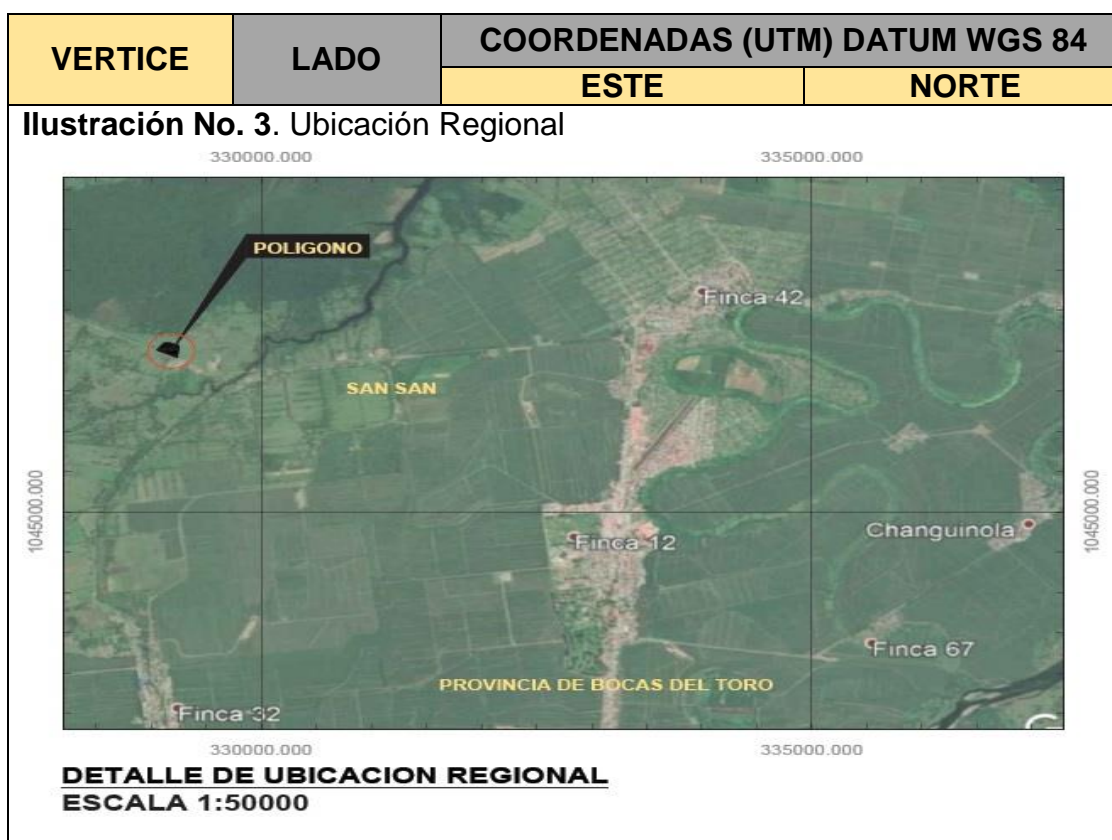 VERTICE LADO COORDENADAS (UTM) DATUM WGS 84
ESTE NORTE
Ilustración No. 3. Ubicación Regional
330000.000 335000.000
POLIGONO
Finca 42
SAN SAN
1045000.000 1045000.000
Changuinola
Finca 12
Finca 67
PROVINCIA DE BOCAS DEL TORO
Finca 32
330000.000 335000.000
DETALLE DE UBICACION REGIONAL
ESCALA 1:50000